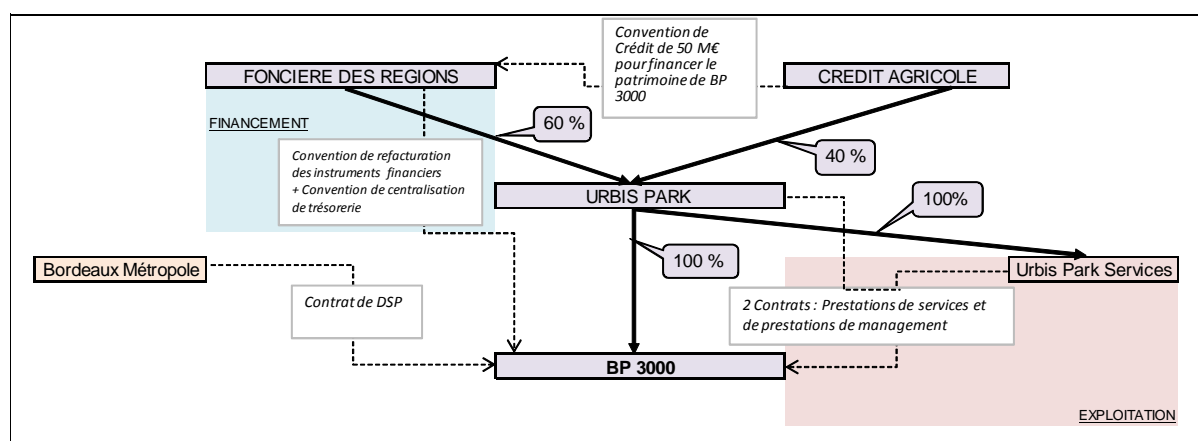 Convention de
Crédit de 50 M€
pour financer le
patrimoine de BP
3000
FONCIERE DES REGIONS
CREDIT AGRICOLE
FINANCEMENT
60 %
40 %
Convention de refacturation
des instruments financiers
+ Convention de centralisation
de trésorerie
URBIS PARK
100%
100 %
Bordeaux Métropole
Urbis Park Services
Contrat de DSP
2 Contrats : Prestations de services et
de prestations de management
BP 3000
EXPLOITATION